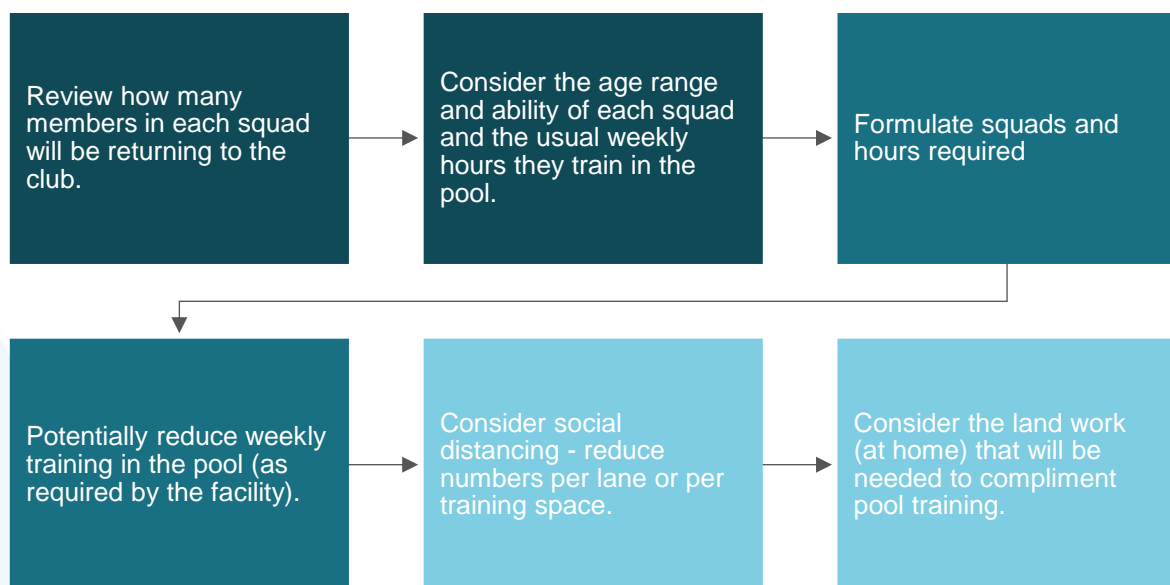 Review how many
members in each squad
will be returning to the
club.
Consider the age range
and ability of each squad
and the usual weekly
hours they train in the
pool.
Formulate squads and
hours required
Potentially reduce weekly
training in the pool (as
required by the facility).
Consider social
distancing - reduce
numbers per lane or per
training space.
Consider the land work
(at home) that will be
needed to compliment
pool training.